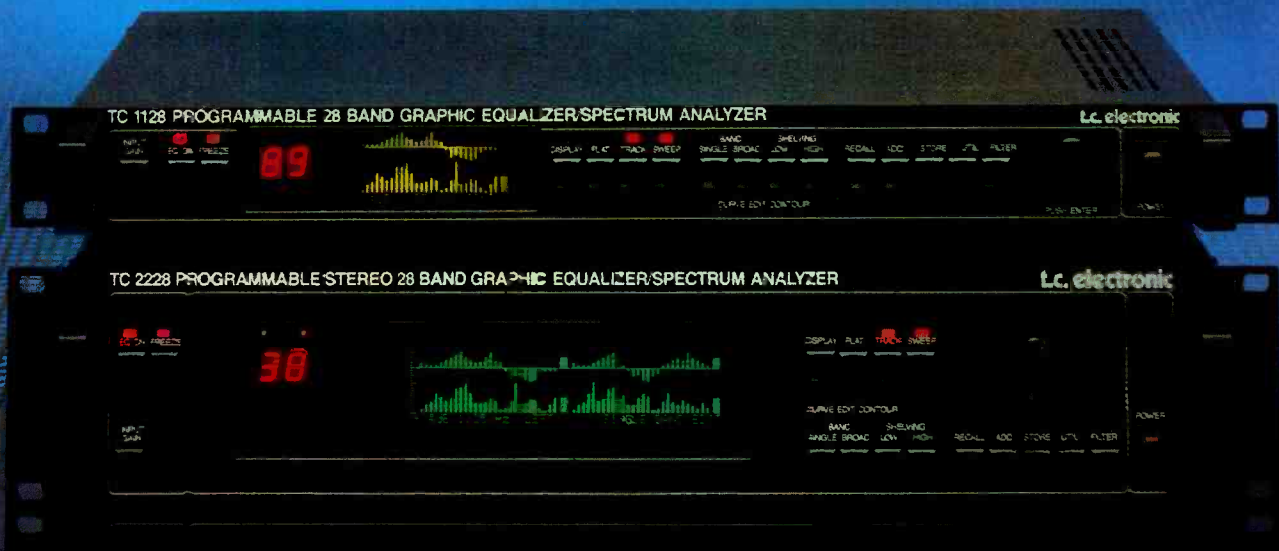 TC 1128 PROGRAMMABLE 28 BAND GRAPHIC EQUALIZER/SPECTRUM ANALYZER
t.c. electronic
INPUT GAIN
EQ ON FREEZE
89
DISPLAY FLAT TRACK SWEEP
BAND SHELVING
SINGLE BROAD LOW HIGH
RECALL ADD STORE UTIL FILTER
CURVE EDIT CONTOUR
PUSH ENTER
POWER
TC 2228 PROGRAMMABLE STEREO 28 BAND GRAPHIC EQUALIZER/SPECTRUM ANALYZER
t.c. electronic
EQ ON FREEZE
38
DISPLAY FLAT TRACK SWEEP
CURVE EDIT CONTOUR
BAND SHELVING
SINGLE BROAD LOW HIGH
RECALL ADD STORE UTIL FILTER
INPUT GAIN
POWER